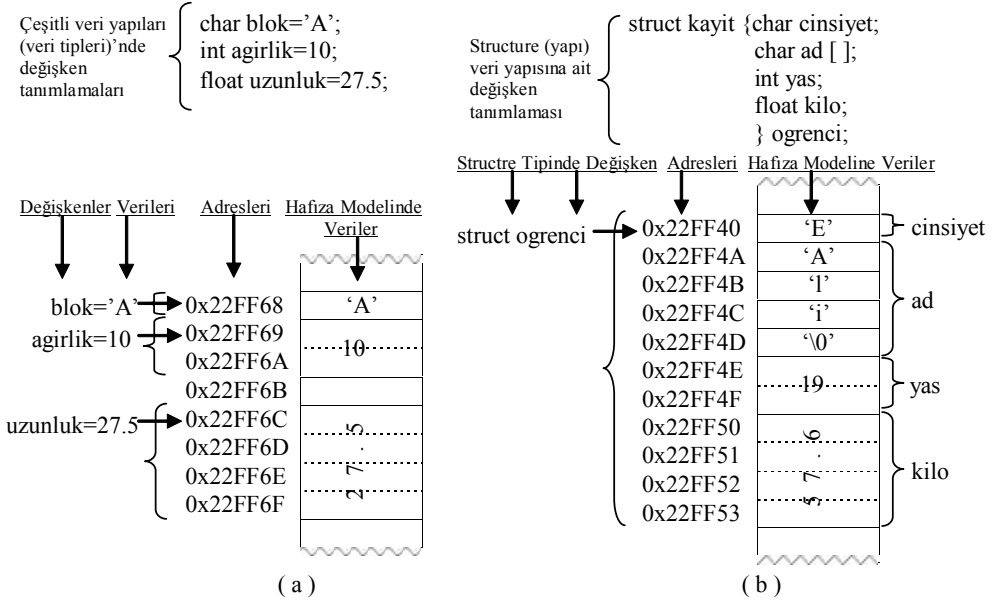 Çeşitli veri yapıları
(veri tipleri)'nde
değişken
tanımlamaları
char blok='A';
int agirlik=10;
float uzunluk=27.5;
Değişkenler Verileri Adresleri Hafıza Modelinde
Veriler
blok='A' 0x22FF68 'A'
agirlik=10 0x22FF69
10
0x22FF6A
0x22FF6B
uzunluk=27.5 0x22FF6C
0x22FF6D
0x22FF6E
0x22FF6F
2 7 . 5
( a )
Structure (yapı)
veri yapısına ait
değişken
tanımlaması
struct kayit {char cinsiyet;
char ad [ ];
int yas;
float kilo;
} ogrenci;
Structre Tipinde Değişken Adresleri Hafıza Modeline Veriler
struct ogrenci 0x22FF40 'E' cinsiyet
0x22FF4A 'A'
0x22FF4B 'l'
ad
0x22FF4C 'i'
0x22FF4D '\0'
0x22FF4E
19 yas
0x22FF4F
0x22FF50
0x22FF51
0x22FF52
0x22FF53
5 7 . 6
kilo
( b )